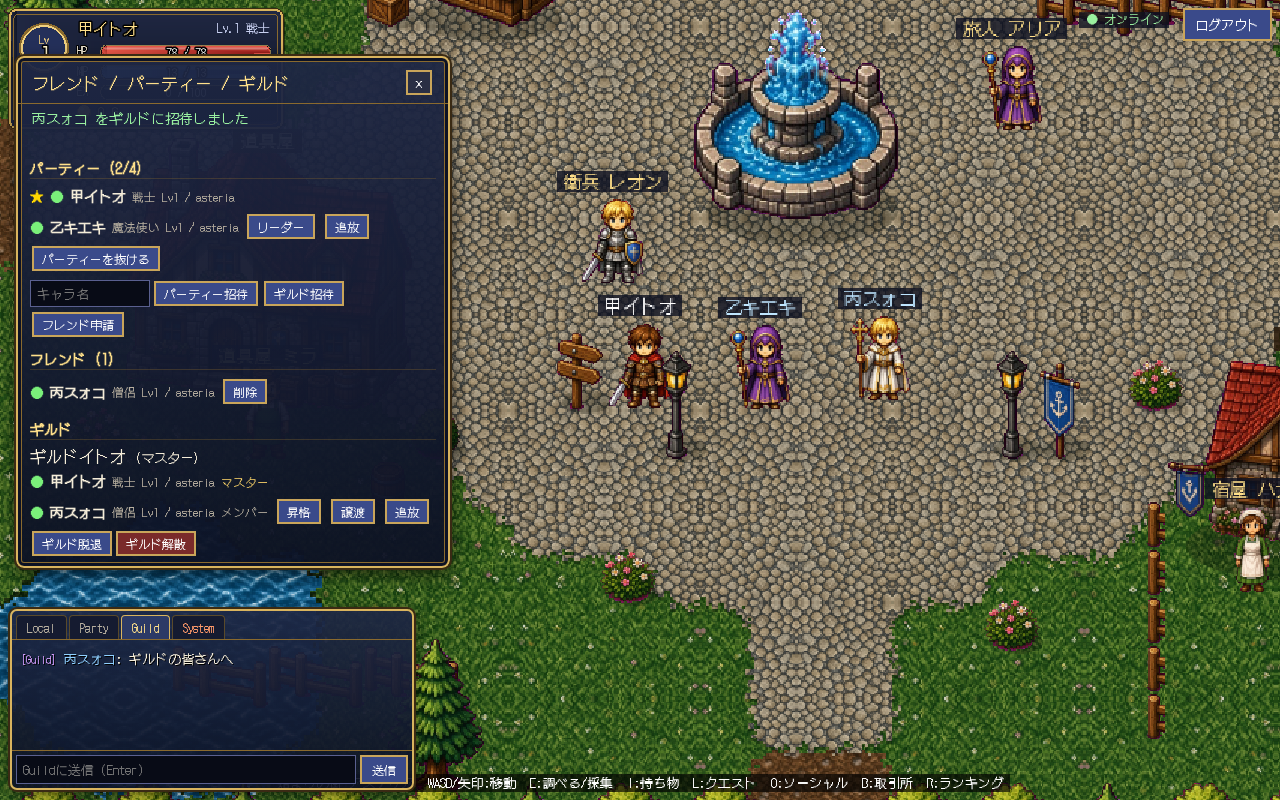 甲イトオ Lv.1 戦士
Lv
1
HP 78 / 78
フレンド / パーティー / ギルド x
丙スォコ をギルドに招待しました
パーティー (2/4)
★ 甲イトオ 戦士 Lv1 / asteria
乙キエキ 魔法使い Lv1 / asteria リーダー 追放
パーティーを抜ける
キャラ名 パーティー招待 ギルド招待
フレンド申請
フレンド (1)
丙スォコ 僧侶 Lv1 / asteria 削除
ギルド
ギルドイトオ (マスター)
甲イトオ 戦士 Lv1 / asteria マスター
丙スォコ 僧侶 Lv1 / asteria メンバー 昇格 譲渡 追放
ギルド脱退 ギルド解散
Local Party Guild System
[Guild] 丙スォコ: ギルドの皆さんへ
Guildに送信 (Enter) 送信
旅人 アリア
オンライン
ログアウト
衛兵 レオン
甲イトオ
乙キエキ
丙スォコ
道具屋
道具屋 ミラ
宿屋
WASD/矢印:移動 E:調べる/採集 I:持ち物 L:クエスト O:ソーシャル B:取引所 R:ランキング